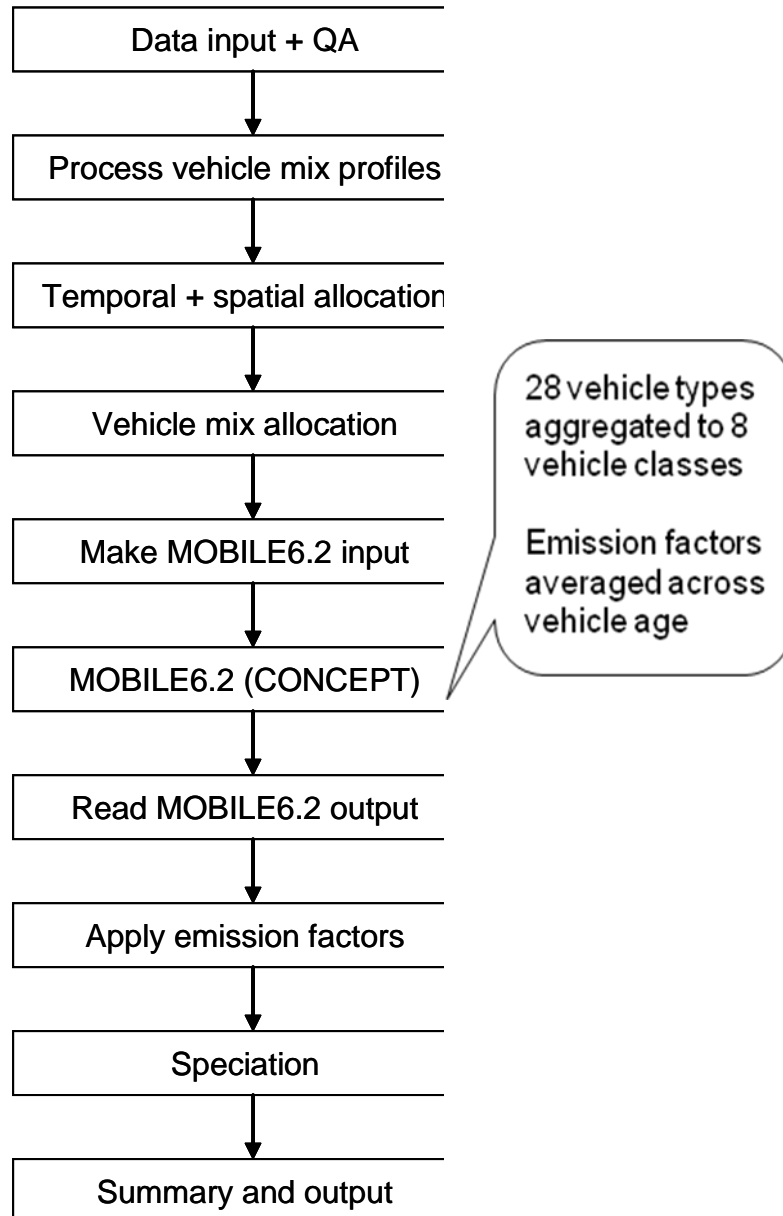 Data input + QA
Process vehicle mix profiles
Temporal + spatial allocation
Vehicle mix allocation
Make MOBILE6.2 input
MOBILE6.2 (CONCEPT)
28 vehicle types
aggregated to 8
vehicle classes
Emission factors
averaged across
vehicle age
Read MOBILE6.2 output
Apply emission factors
Speciation
Summary and output